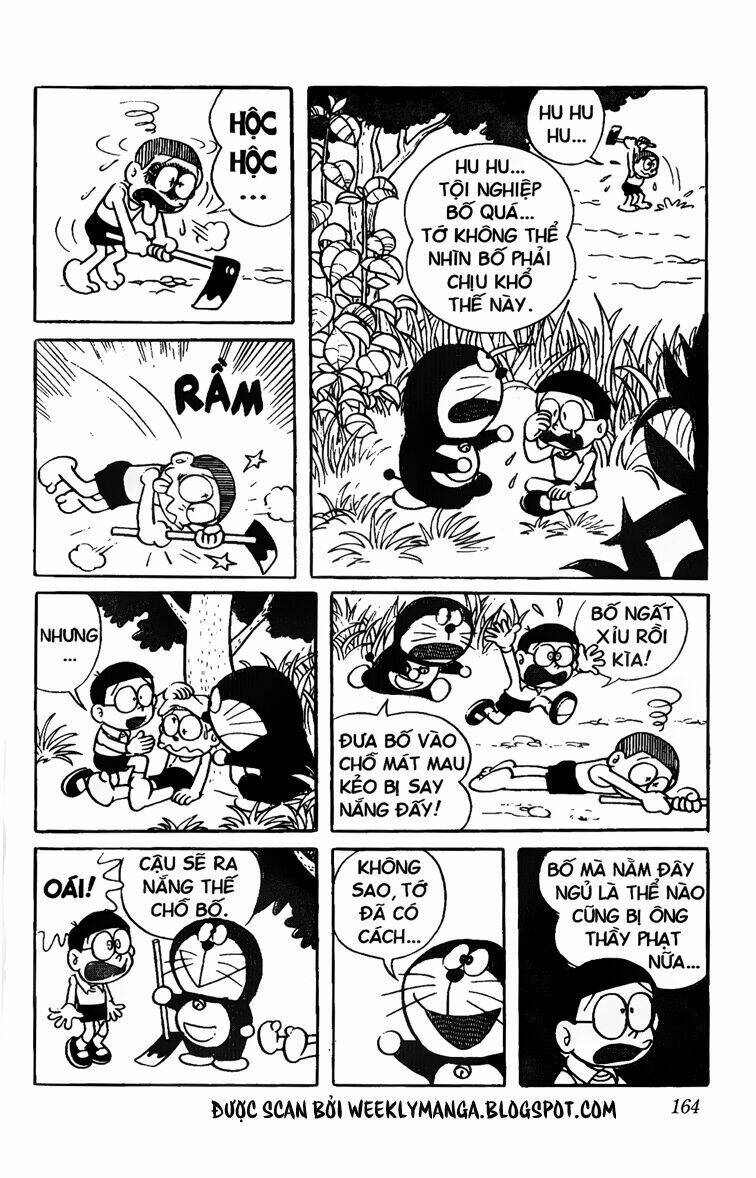 HU HU
HU...
HU HU...
TỘI NGHIỆP
BỐ QUÁ...
TỚ KHÔNG THỂ
NHÌN BỐ PHẢI
CHỊU KHỔ
THẾ NÀY.
HỘC
HỘC
...
RẦM
BỐ NGẤT
XỈU RỒI
KÌA!
ĐƯA BỐ VÀO
CHỖ MÁT MAU
KẺO BỊ SAY
NẮNG ĐẤY!
NHƯNG
...
BỐ MÀ NẰM ĐÂY
NGỦ LÀ THỂ NÀO
CŨNG BỊ ÔNG
THẦY PHẠT
NỮA...
KHÔNG
SAO, TỚ
ĐÃ CÓ
CÁCH...
CẬU SẼ RA
NẮNG THẾ
CHỖ BỐ.
OÁI!
ĐƯỢC SCAN BỞI WEEKLYMANGA.BLOGSPOT.COM
164